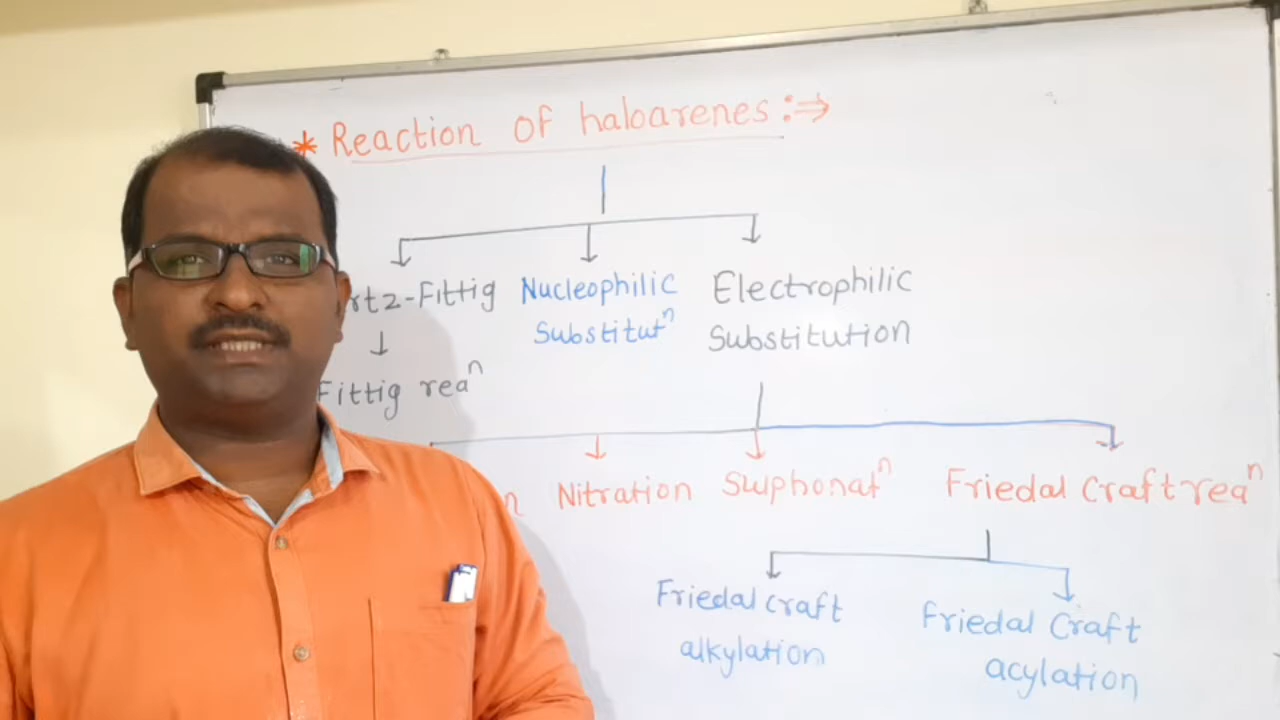 * Reaction of haloarenes :⇒
rtz-Fittig
Nucleophilic
Substitutⁿ
Electrophilic
Substitution
Fittig reaⁿ
n
Nitration
Sulphonatⁿ
Friedal Craft reaⁿ
Friedal craft
alkylation
Friedal Craft
acylation